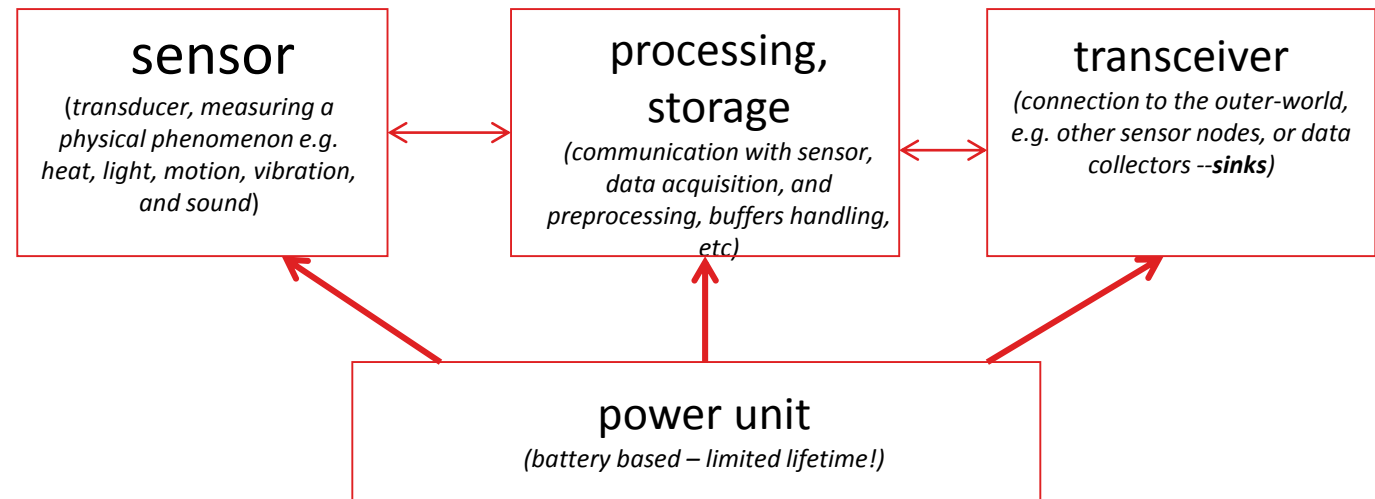 sensor
(transducer, measuring a
physical phenomenon e.g.
heat, light, motion, vibration,
and sound)
processing,
storage
(communication with sensor,
data acquisition, and
preprocessing, buffers handling,
etc)
transceiver
(connection to the outer-world,
e.g. other sensor nodes, or data
collectors --sinks)
power unit
(battery based – limited lifetime!)